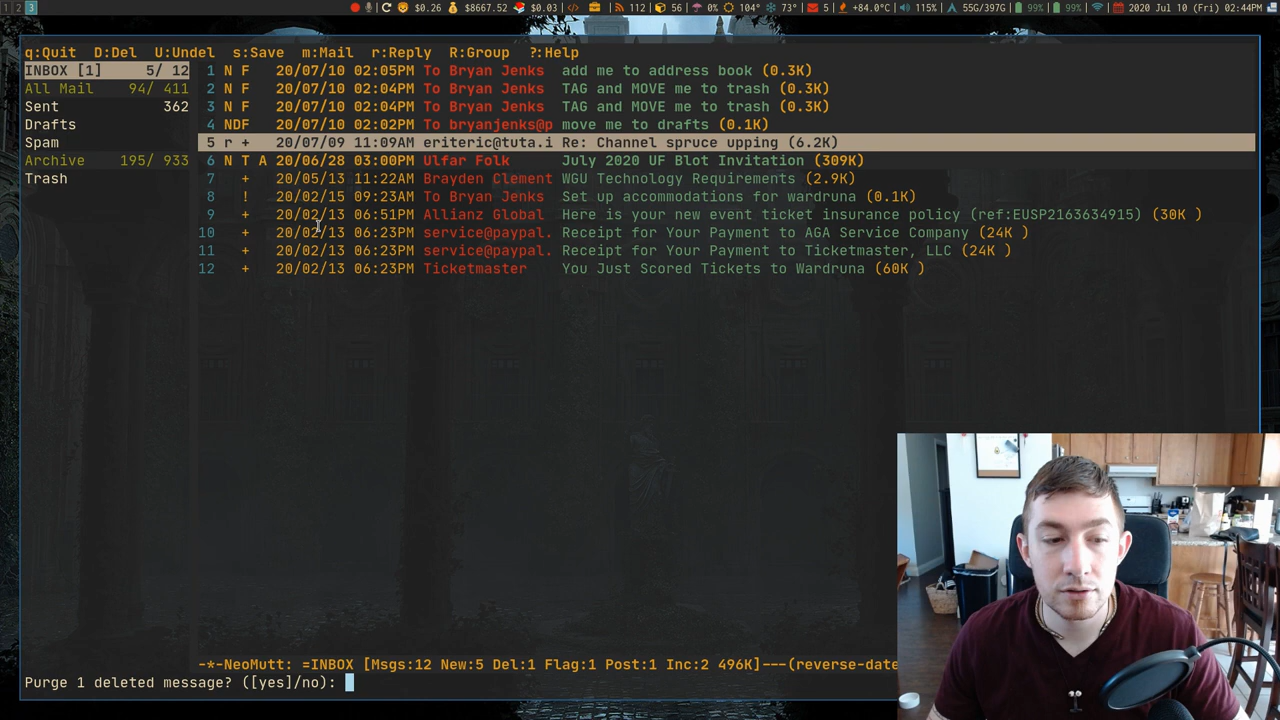 1 2 3 $0.26 $8667.52 $0.03 112 56 0% 104° 73° 5 +84.0°C 115% 55G/397G 99% 99% 2020 Jul 10 (Fri) 02:44PM
q:Quit D:Del U:Undel s:Save m:Mail r:Reply R:Group ?:Help
INBOX [1] 5/ 12
All Mail 94/ 411
Sent 362
Drafts
Spam
Archive 195/ 933
Trash
1 N F 20/07/10 02:05PM To Bryan Jenks add me to address book (0.3K)
2 N F 20/07/10 02:04PM To Bryan Jenks TAG and MOVE me to trash (0.3K)
3 N F 20/07/10 02:04PM To Bryan Jenks TAG and MOVE me to trash (0.3K)
4 NDF 20/07/10 02:02PM To bryanjenks@p move me to drafts (0.1K)
5 r + 20/07/09 11:09AM eriteric@tuta.i Re: Channel spruce upping (6.2K)
6 N T A 20/06/28 03:00PM Ulfar Folk July 2020 UF Blot Invitation (309K)
7 + 20/05/13 11:22AM Brayden Clement WGU Technology Requirements (2.9K)
8 ! 20/02/15 09:23AM To Bryan Jenks Set up accommodations for wardruna (0.1K)
9 + 20/02/13 06:51PM Allianz Global Here is your new event ticket insurance policy (ref:EUSP2163634915) (30K )
10 + 20/02/13 06:23PM service@paypal. Receipt for Your Payment to AGA Service Company (24K )
11 + 20/02/13 06:23PM service@paypal. Receipt for Your Payment to Ticketmaster, LLC (24K )
12 + 20/02/13 06:23PM Ticketmaster You Just Scored Tickets to Wardruna (60K )
-*-NeoMutt: =INBOX [Msgs:12 New:5 Del:1 Flag:1 Post:1 Inc:2 496K]---(reverse-date
Purge 1 deleted message? ([yes]/no):